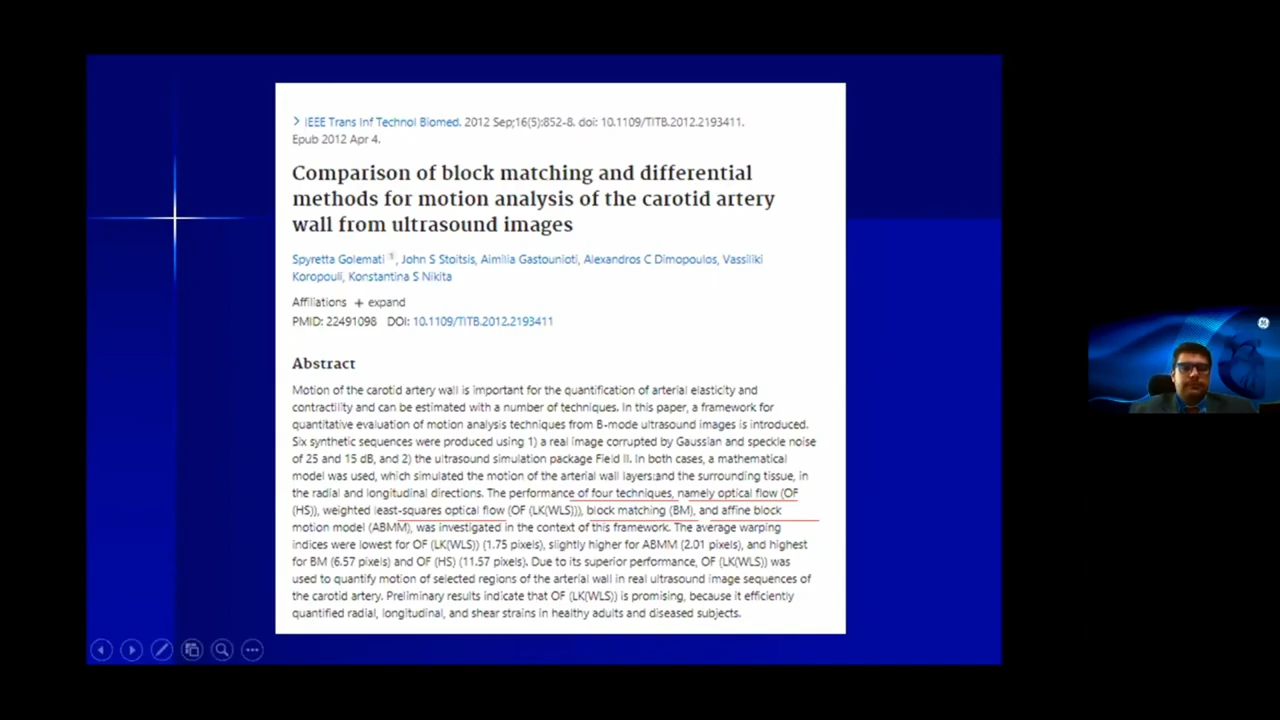 > IEEE Trans Inf Technol Biomed. 2012 Sep;16(5):852-8. doi: 10.1109/TITB.2012.2193411.
Epub 2012 Apr 4.
Comparison of block matching and differential
methods for motion analysis of the carotid artery
wall from ultrasound images
Spyretta Golemati 1, John S Stoitsis, Aimilia Gastounioti, Alexandros C Dimopoulos, Vassiliki
Koropouli, Konstantina S Nikita
Affiliations + expand
PMID: 22491098 DOI: 10.1109/TITB.2012.2193411
Abstract
Motion of the carotid artery wall is important for the quantification of arterial elasticity and
contractility and can be estimated with a number of techniques. In this paper, a framework for
quantitative evaluation of motion analysis techniques from B-mode ultrasound images is introduced.
Six synthetic sequences were produced using 1) a real image corrupted by Gaussian and speckle noise
of 25 and 15 dB, and 2) the ultrasound simulation package Field II. In both cases, a mathematical
model was used, which simulated the motion of the arterial wall layers and the surrounding tissue, in
the radial and longitudinal directions. The performance of four techniques, namely optical flow (OF
(HS)), weighted least-squares optical flow (OF (LK(WLS))), block matching (BM), and affine block
motion model (ABMM), was investigated in the context of this framework. The average warping
indices were lowest for OF (LK(WLS)) (1.75 pixels), slightly higher for ABMM (2.01 pixels), and highest
for BM (6.57 pixels) and OF (HS) (11.57 pixels). Due to its superior performance, OF (LK(WLS)) was
used to quantify motion of selected regions of the arterial wall in real ultrasound image sequences of
the carotid artery. Preliminary results indicate that OF (LK(WLS)) is promising, because it efficiently
quantified radial, longitudinal, and shear strains in healthy adults and diseased subjects.